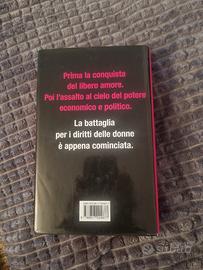 Prima la conquista
del libero amore.
Poi l'assalto al cielo del potere
economico e politico.
La battaglia
per i diritti delle donne
è appena cominciata.
subito